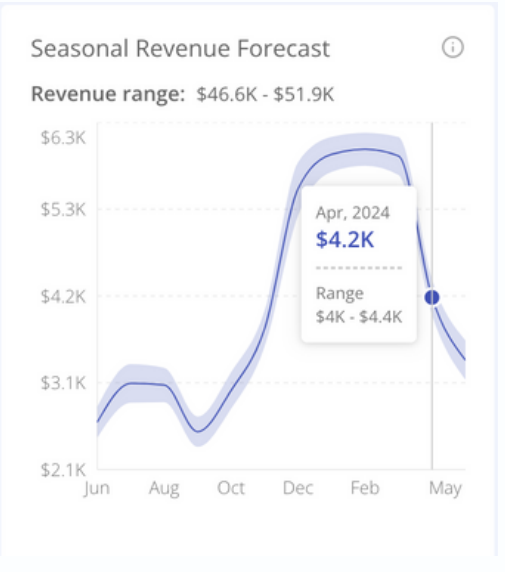 Seasonal Revenue Forecast
Revenue range: $46.6K - $51.9K
$6.3K
$5.3K
$4.2K
$3.1K
$2.1K
Apr, 2024
$4.2K
Range
$4K - $4.4K
Jun Aug Oct Dec Feb May